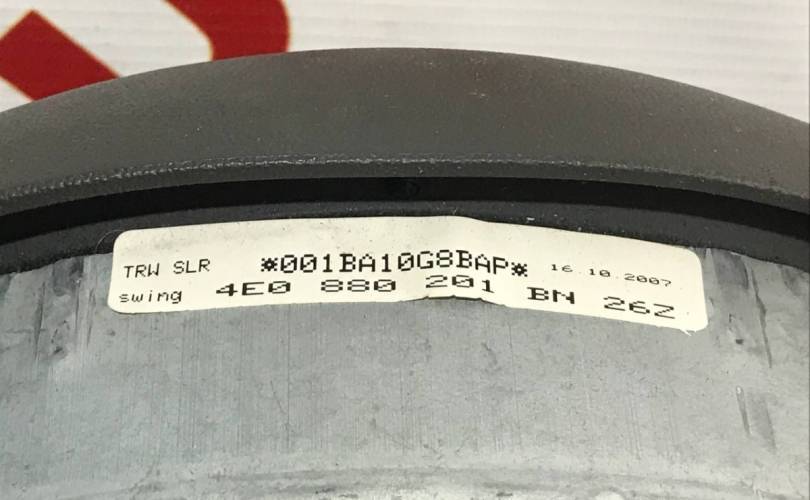 TRW SLR *001BA10G8BAP* 16.10.2007
swing 4E0 880 201 BN 26Z